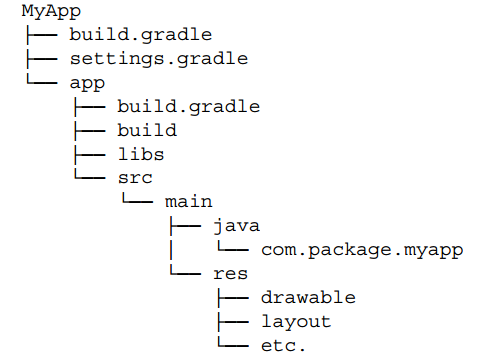 MyApp
├── build.gradle
├── settings.gradle
└── app
    ├── build.gradle
    ├── build
    ├── libs
    └── src
        └── main
            ├── java
            │   └── com.package.myapp
            └── res
                ├── drawable
                ├── layout
                └── etc.